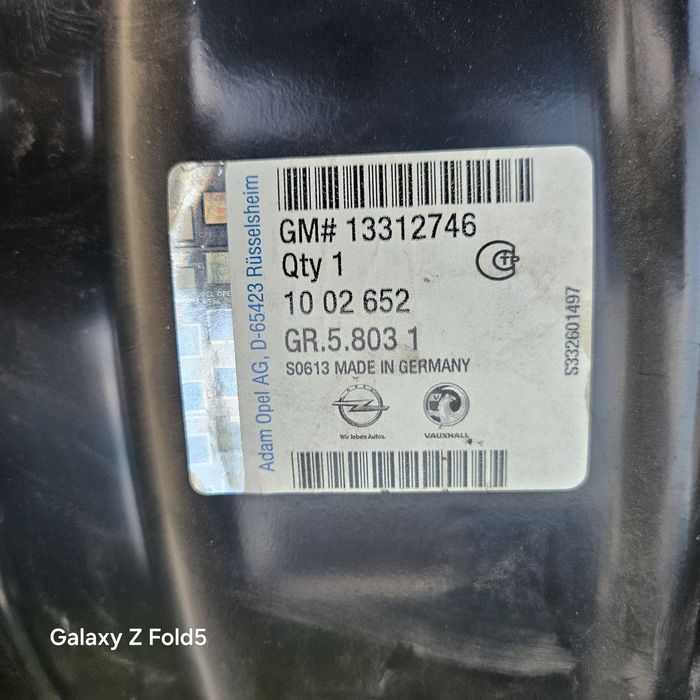 Adam Opel AG, D-65423 Rüsselsheim
GM# 13312746
Qty 1
10 02 652
GR.5.803 1
S0613 MADE IN GERMANY
S332601497
OPEL
Wir leben Autos.
VAUXHALL
Galaxy Z Fold5